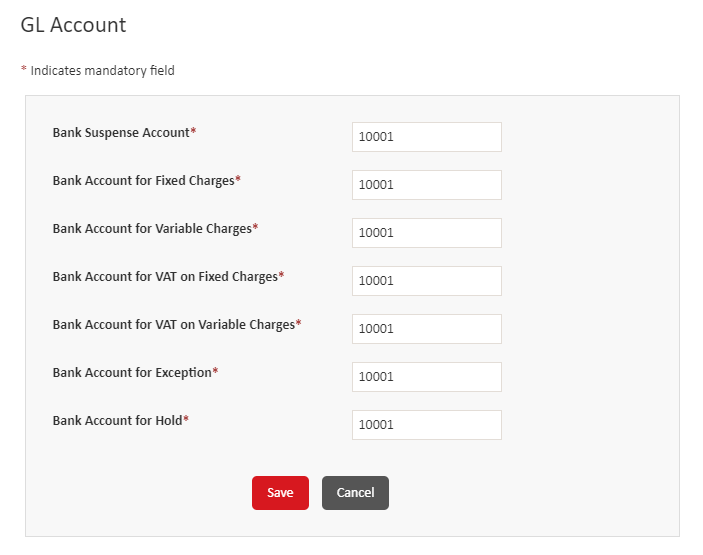 GL Account
* Indicates mandatory field
Bank Suspense Account* 10001
Bank Account for Fixed Charges* 10001
Bank Account for Variable Charges* 10001
Bank Account for VAT on Fixed Charges* 10001
Bank Account for VAT on Variable Charges* 10001
Bank Account for Exception* 10001
Bank Account for Hold* 10001
Save Cancel